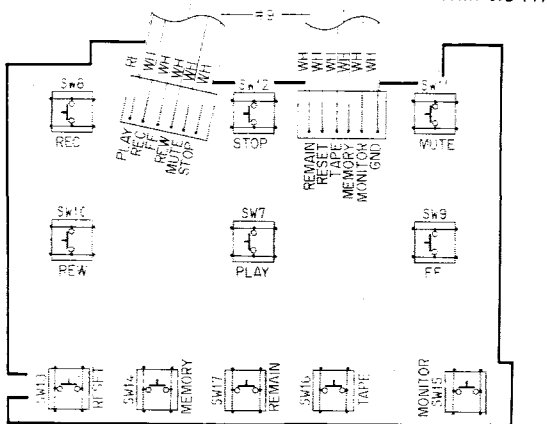 #9
WH
WH
WH
WH
WH
WH
WH
WH
WH
WH
WH
SW8
REC
PLAY
REC
FF
REW
MUTE
STOP
SW12
STOP
REMAIN
RESET
TAPE
MEMORY
MONITOR
GND
MUTE
SW10
REW
SW7
PLAY
SW9
FF
SW13
RESET
SW14
MEMORY
SW17
REMAIN
SW16
TAPE
MONITOR
SW15